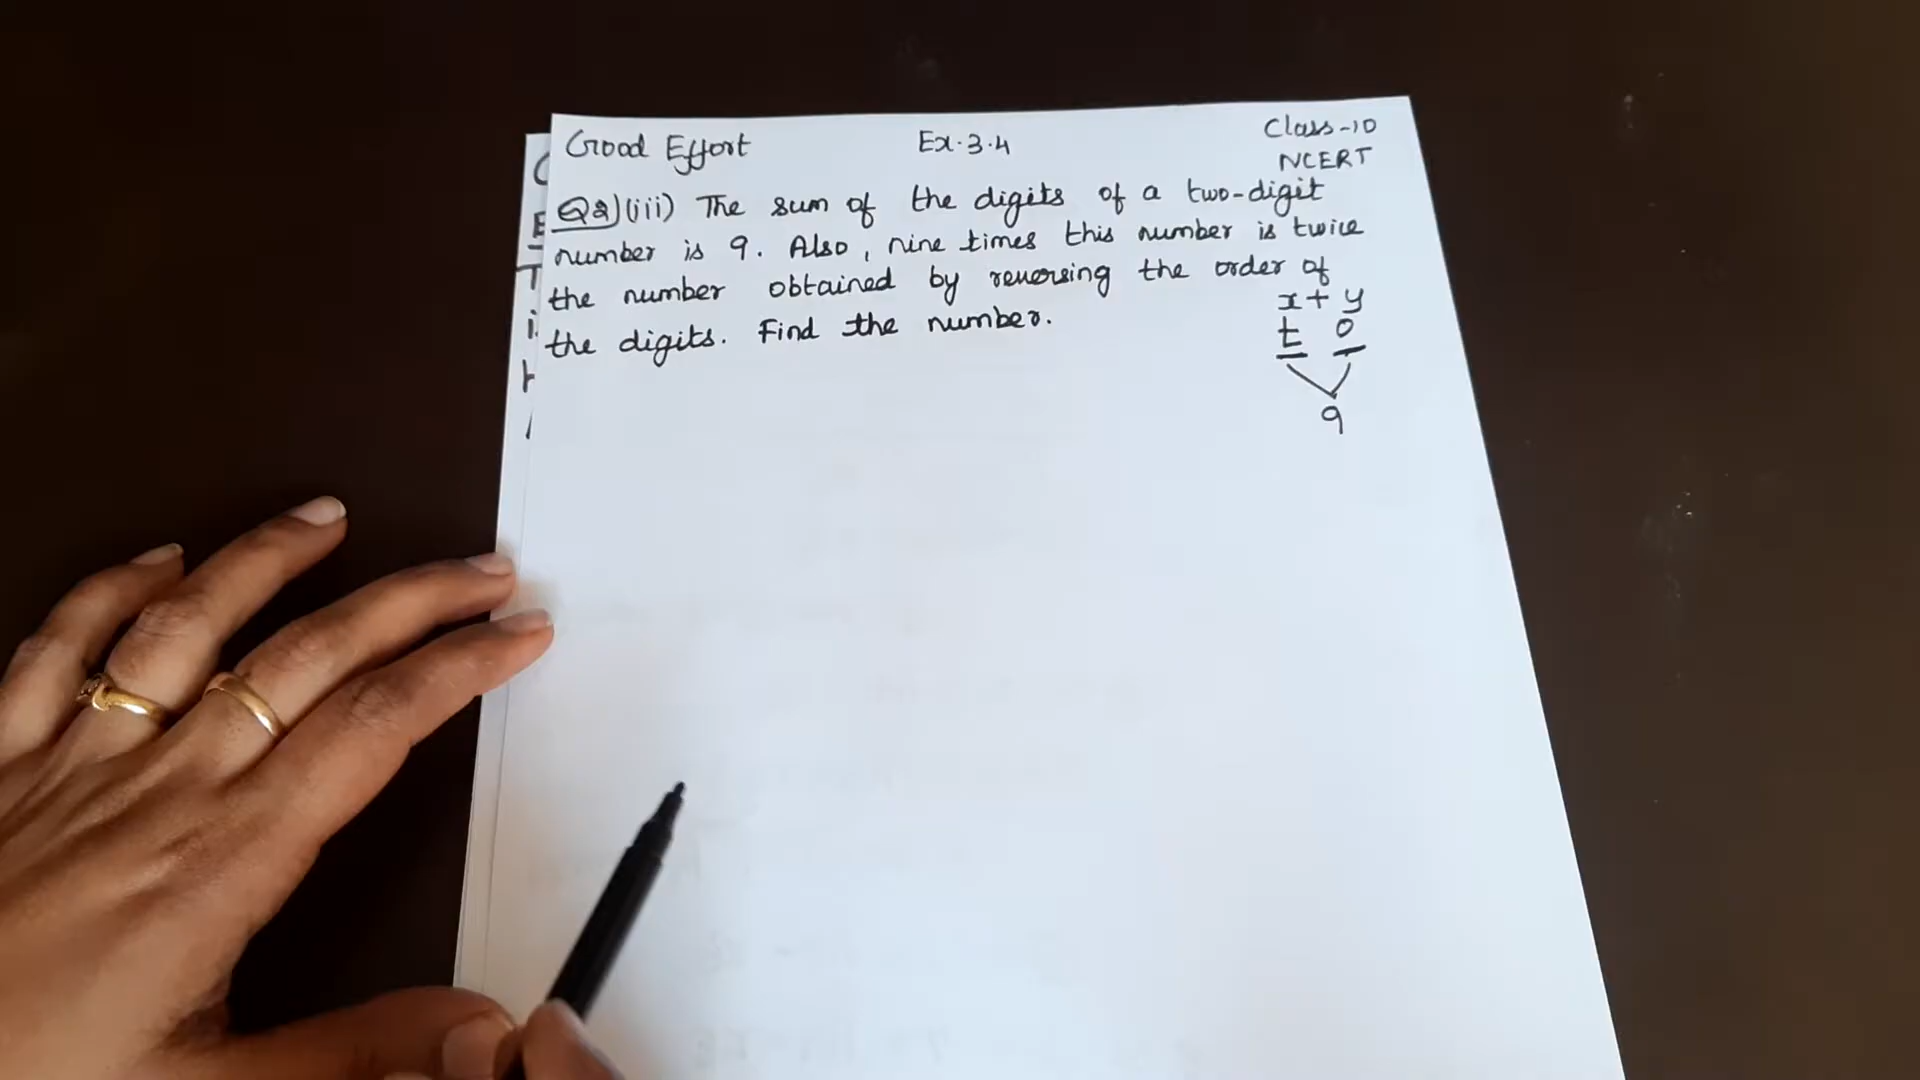 Good Effort Ex.3.4 Class-10
NCERT
Q2)(iii) The sum of the digits of a two-digit
number is 9. Also, nine times this number is twice
the number obtained by reversing the order of
the digits. Find the number.
x + y
t o
9